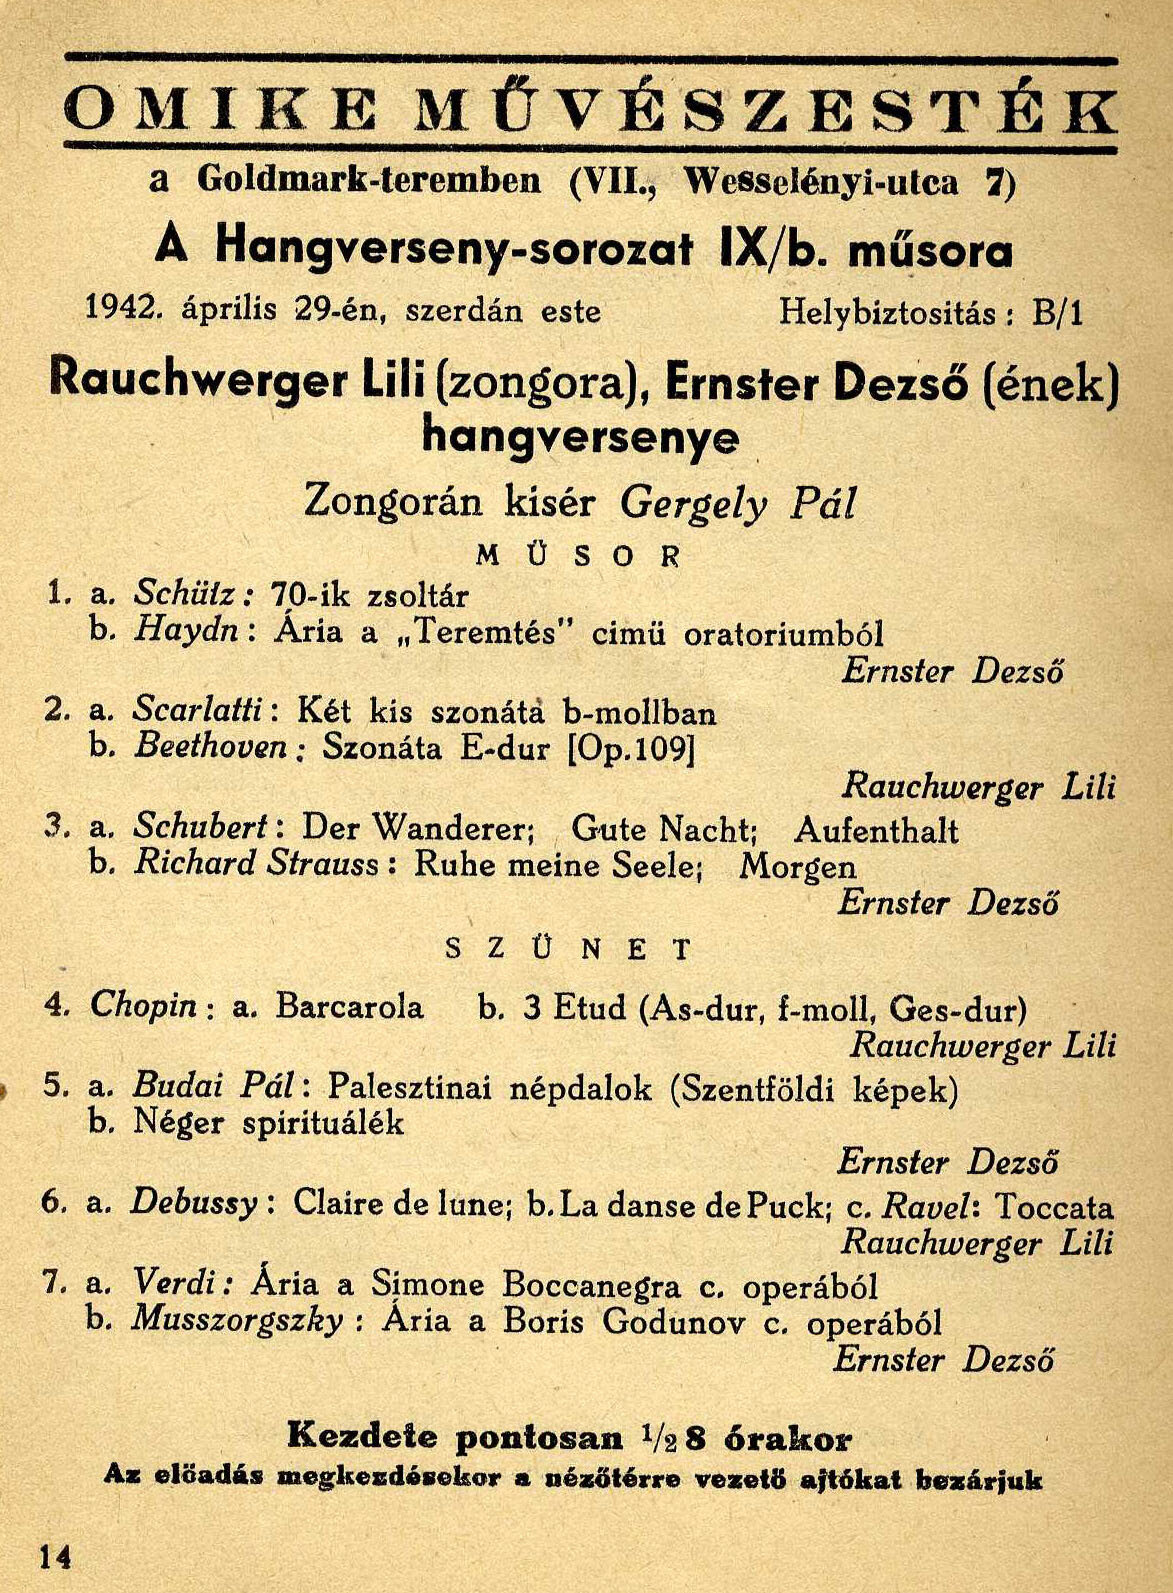 OMIKE MŰVÉSZESTÉK
a Goldmark-teremben (VII., Wesselényi-utca 7)
A Hangverseny-sorozat IX/b. műsora
1942. április 29-én, szerdán este Helybiztositás : B/1
Rauchwerger Lili (zongora), Ernster Dezső (ének)
hangversenye
Zongorán kisér Gergely Pál
MŰSOR
1. a. Schütz : 70-ik zsoltár
b. Haydn : Ária a „Teremtés" cimü oratoriumból
Ernster Dezső
2. a. Scarlatti : Két kis szonáta b-mollban
b. Beethoven : Szonáta E-dur [Op.109]
Rauchwerger Lili
3. a. Schubert : Der Wanderer; Gute Nacht; Aufenthalt
b. Richard Strauss : Ruhe meine Seele; Morgen
Ernster Dezső
SZÜNET
4. Chopin : a. Barcarola b. 3 Etud (As-dur, f-moll, Ges-dur)
Rauchwerger Lili
5. a. Budai Pál : Palesztinai népdalok (Szentföldi képek)
b. Néger spirituálék
Ernster Dezső
6. a. Debussy : Claire de lune; b. La danse de Puck; c. Ravel: Toccata
Rauchwerger Lili
7. a. Verdi : Ária a Simone Boccanegra c. operából
b. Musszorgszky : Ária a Boris Godunov c. operából
Ernster Dezső
Kezdete pontosan ½ 8 órakor
Az előadás megkezdésekor a nézőtérre vezető ajtókat bezárjuk
14